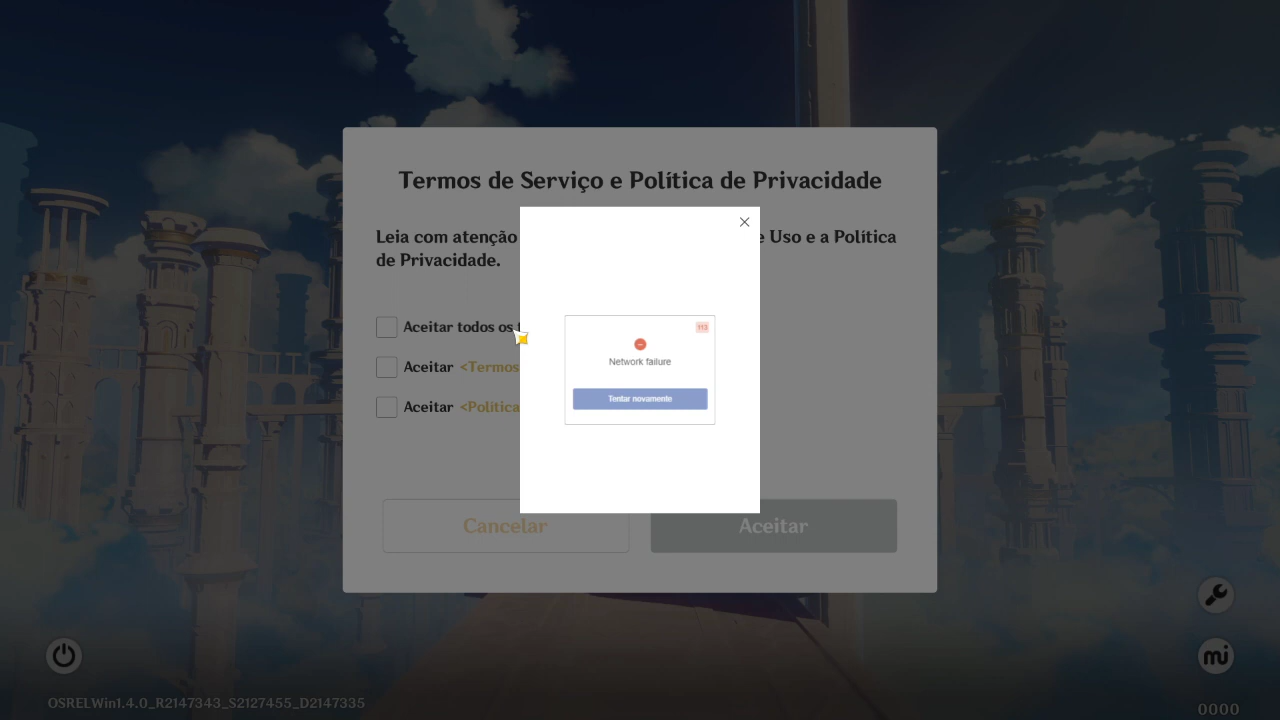 Termos de Serviço e Política de Privacidade
Leia com atenção
e Uso e a Política
de Privacidade.
Aceitar todos os
113
Network failure
Aceitar <Termos
Tentar novamente
Aceitar <Política
Cancelar
Aceitar
mi
OSRELWin1.4.0_R2147343_S2127455_D2147335
0000